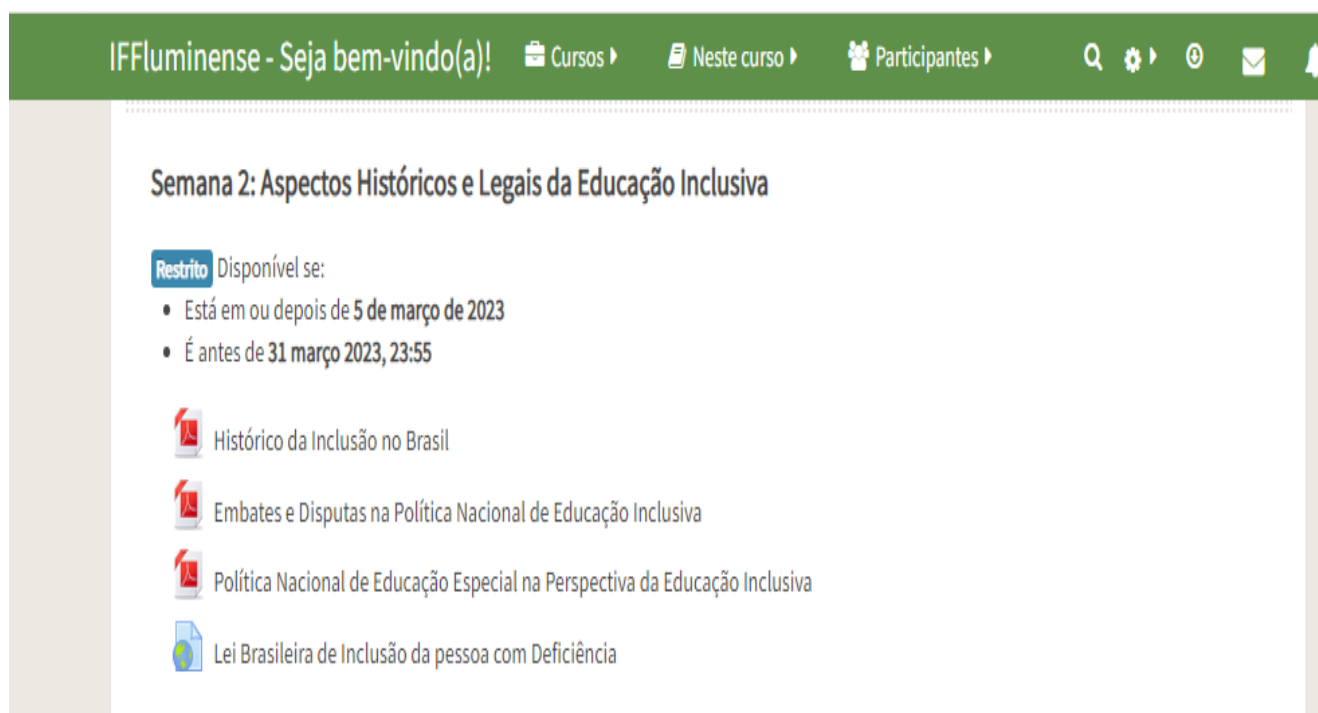 IFFluminense - Seja bem-vindo(a)! Cursos Neste curso Participantes
Semana 2: Aspectos Históricos e Legais da Educação Inclusiva
Restrito Disponível se:
• Está em ou depois de 5 de março de 2023
• É antes de 31 março 2023, 23:55
Histórico da Inclusão no Brasil
Embates e Disputas na Política Nacional de Educação Inclusiva
Política Nacional de Educação Especial na Perspectiva da Educação Inclusiva
Lei Brasileira de Inclusão da pessoa com Deficiência